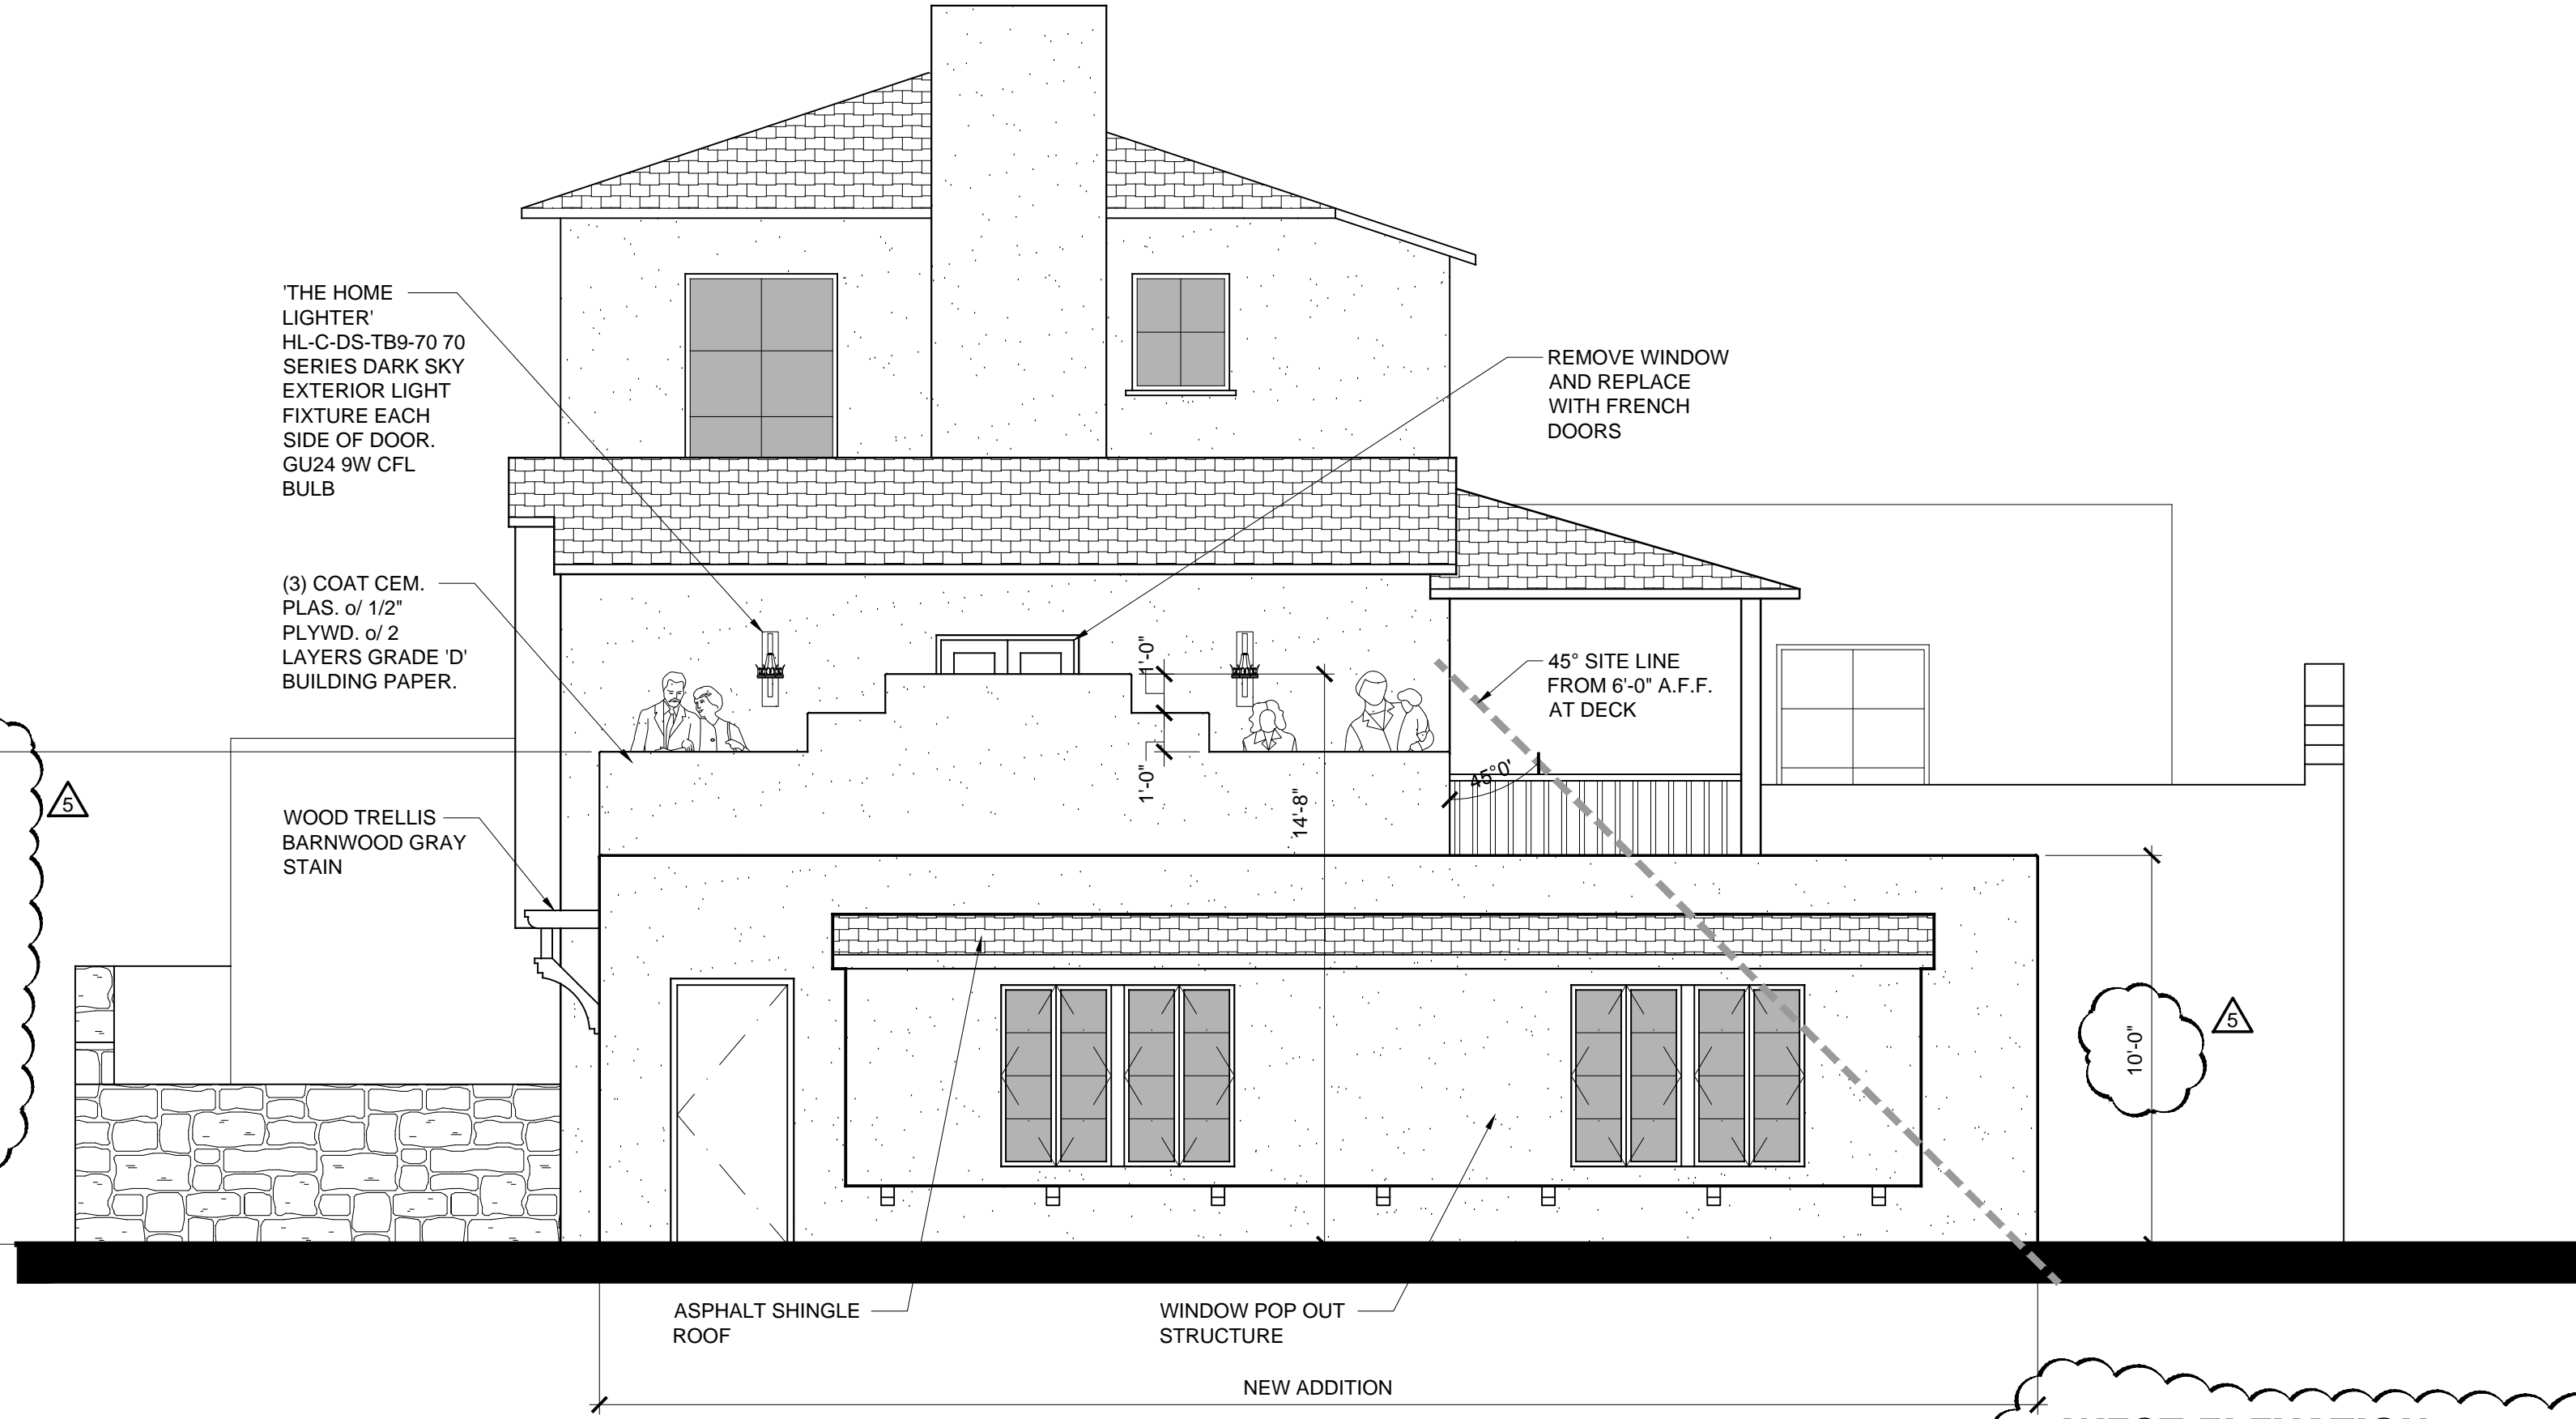 'THE HOME
LIGHTER'
HL-C-DS-TB9-70 70
SERIES DARK SKY
EXTERIOR LIGHT
FIXTURE EACH
SIDE OF DOOR.
GU24 9W CFL
BULB
REMOVE WINDOW
AND REPLACE
WITH FRENCH
DOORS
(3) COAT CEM.
PLAS. o/ 1/2"
PLYWD. o/ 2
LAYERS GRADE 'D'
BUILDING PAPER.
1'-0"
1'-0"
14'-8"
45° SITE LINE
FROM 6'-0" A.F.F.
AT DECK
45°0'
5
WOOD TRELLIS
BARNWOOD GRAY
STAIN
10'-0"
5
ASPHALT SHINGLE
ROOF
WINDOW POP OUT
STRUCTURE
NEW ADDITION
WEST ELEVATION